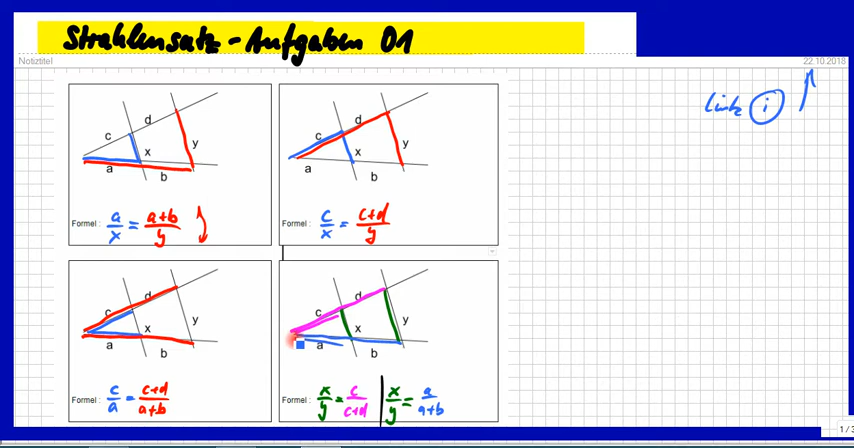 Strahlensatz - Aufgaben 01
Notiztitel
22.10.2018
Link i ↑
c d x y a b
Formel : a/x = (a+b)/y
c d x y a b
Formel : c/x = (c+d)/y
c d x y a b
Formel : c/a = (c+d)/(a+b)
c d x y a b
Formel : x/y = c/(c+d) | x/y = a/(a+b)
1 / 3